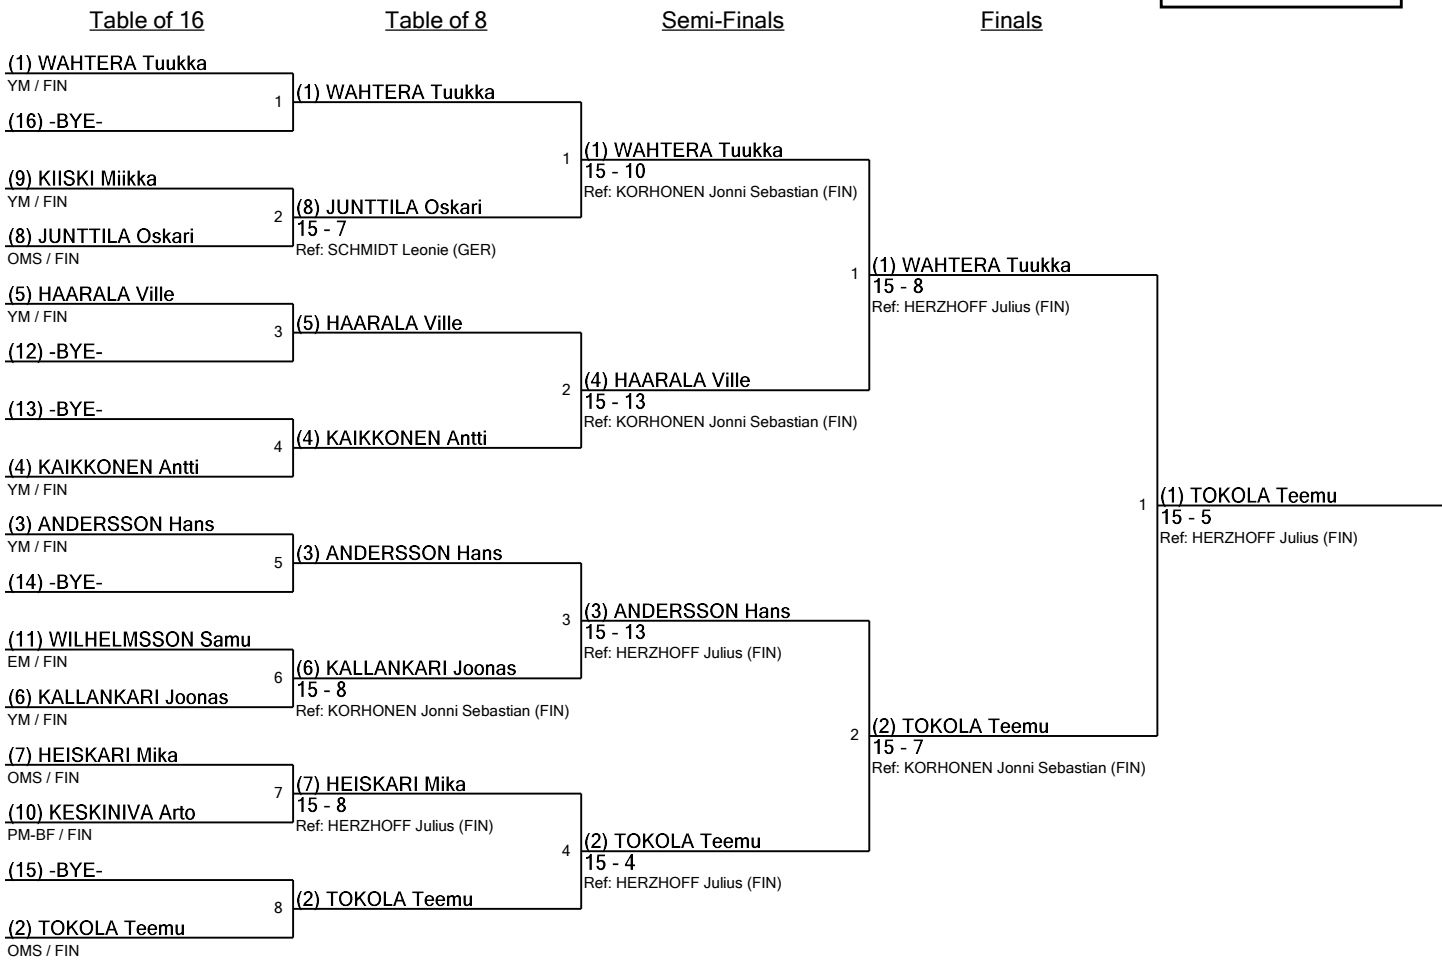 Table of 16
Table of 8
Semi-Finals
Finals
(1) WAHTERA Tuukka
YM / FIN
1
(16) -BYE-
(9) KIISKI Miikka
YM / FIN
2
(8) JUNTTILA Oskari
OMS / FIN
(5) HAARALA Ville
YM / FIN
3
(12) -BYE-
(13) -BYE-
4
(4) KAIKKONEN Antti
YM / FIN
(3) ANDERSSON Hans
YM / FIN
5
(14) -BYE-
(11) WILHELMSSON Samu
EM / FIN
6
(6) KALLANKARI Joonas
YM / FIN
(7) HEISKARI Mika
OMS / FIN
7
(10) KESKINIVA Arto
PM-BF / FIN
(15) -BYE-
8
(2) TOKOLA Teemu
OMS / FIN
(1) WAHTERA Tuukka
1
(8) JUNTTILA Oskari
15 - 7
Ref: SCHMIDT Leonie (GER)
(5) HAARALA Ville
2
(4) KAIKKONEN Antti
(3) ANDERSSON Hans
3
(6) KALLANKARI Joonas
15 - 8
Ref: KORHONEN Jonni Sebastian (FIN)
(7) HEISKARI Mika
15 - 8
Ref: HERZHOFF Julius (FIN)
4
(2) TOKOLA Teemu
(1) WAHTERA Tuukka
15 - 10
Ref: KORHONEN Jonni Sebastian (FIN)
1
(4) HAARALA Ville
15 - 13
Ref: KORHONEN Jonni Sebastian (FIN)
(3) ANDERSSON Hans
15 - 13
Ref: HERZHOFF Julius (FIN)
2
(2) TOKOLA Teemu
15 - 4
Ref: HERZHOFF Julius (FIN)
(1) WAHTERA Tuukka
15 - 8
Ref: HERZHOFF Julius (FIN)
1
(2) TOKOLA Teemu
15 - 7
Ref: KORHONEN Jonni Sebastian (FIN)
(1) TOKOLA Teemu
15 - 5
Ref: HERZHOFF Julius (FIN)